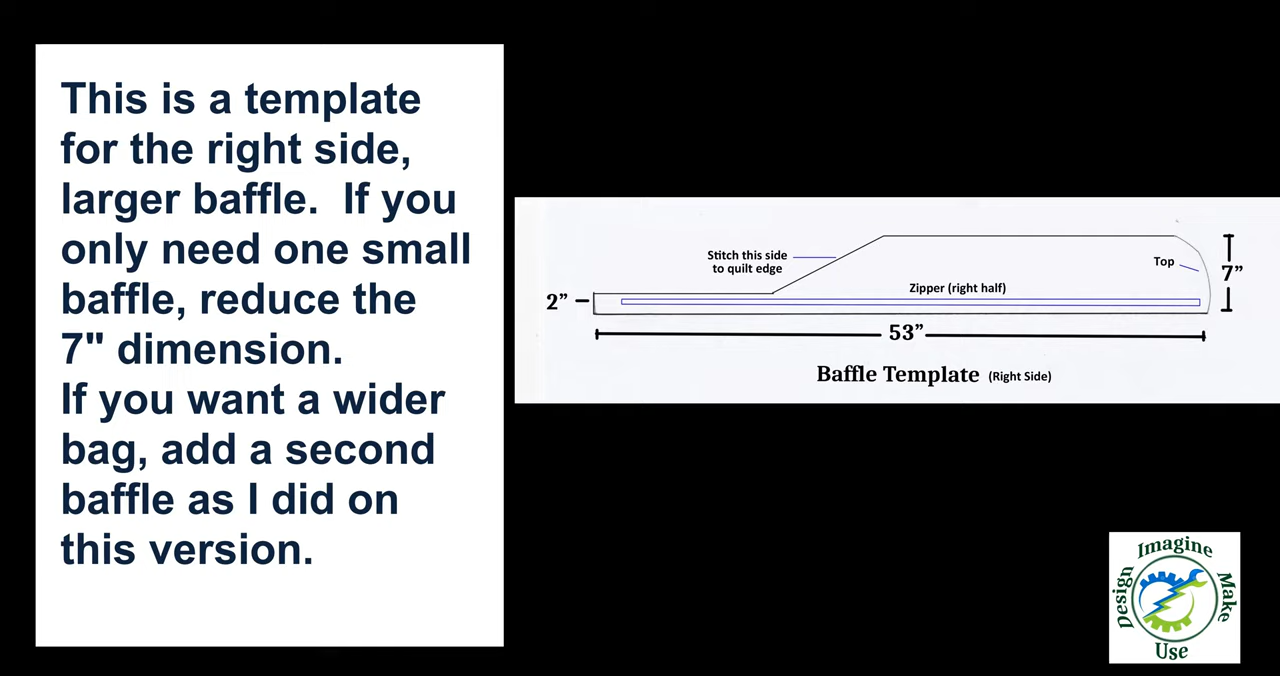 This is a template
for the right side,
larger baffle.  If you
only need one small
baffle, reduce the
7" dimension.
If you want a wider
bag, add a second
baffle as I did on
this version.
Stitch this side
to quilt edge
Top
7”
Zipper (right half)
2”
53”
Baffle Template (Right Side)
Design Imagine Make
Use